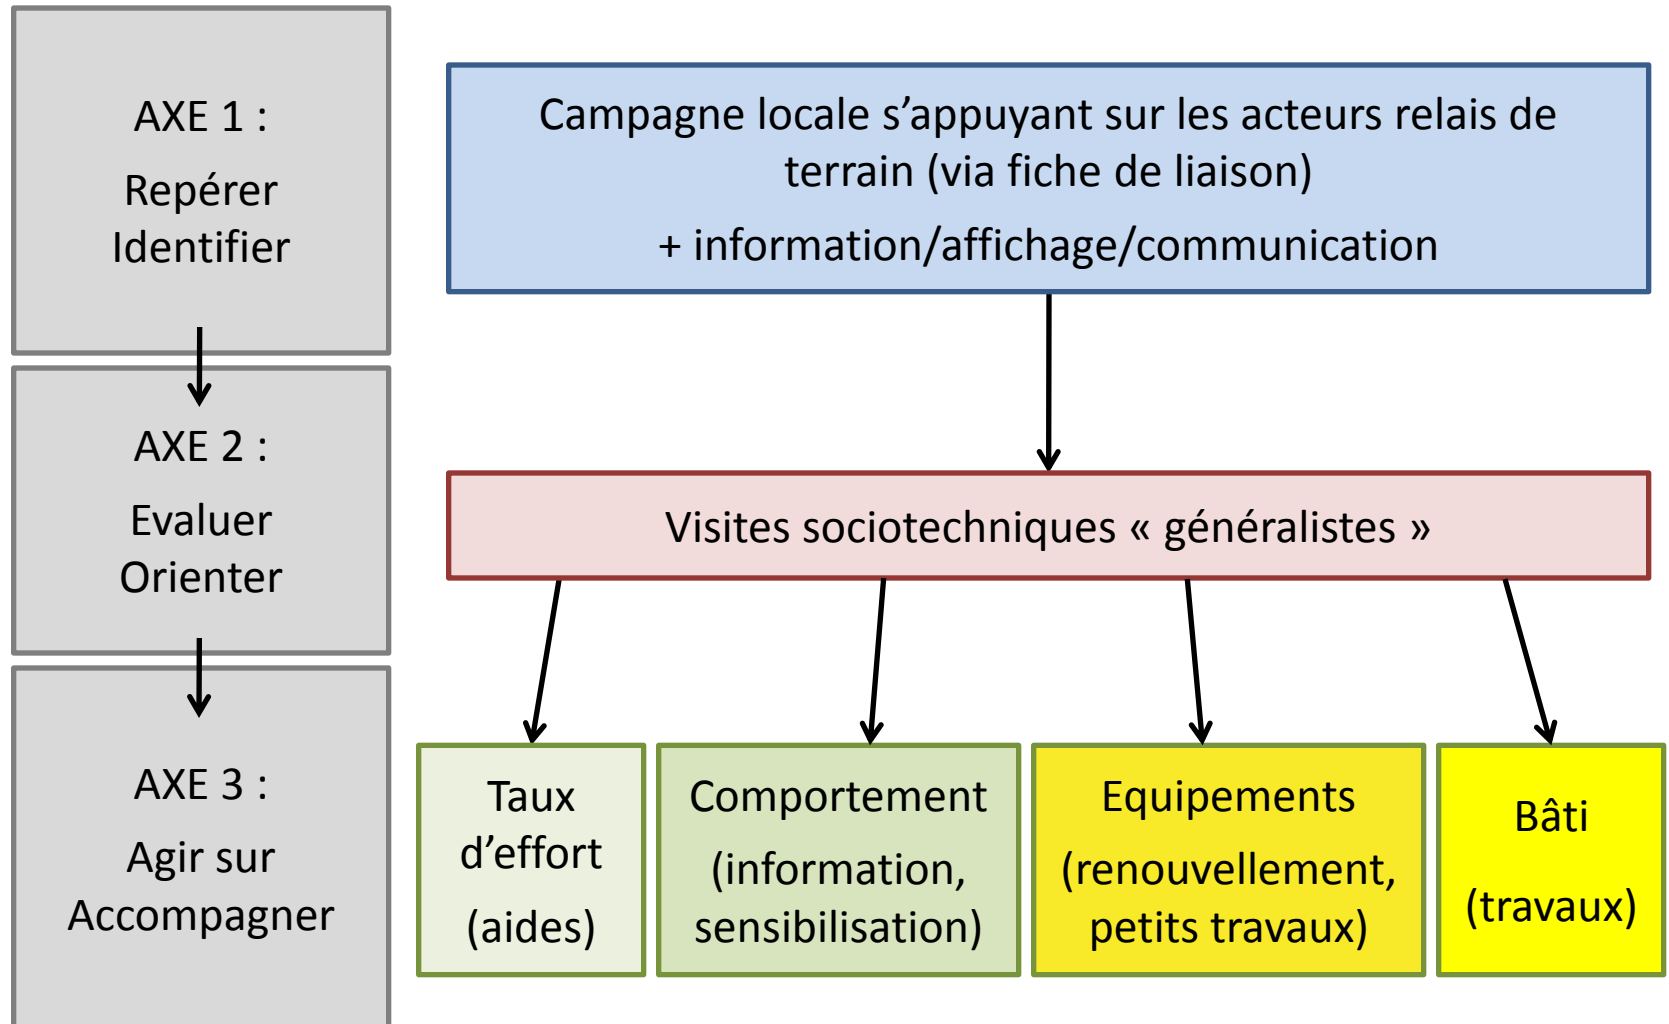 AXE 1 :
Repérer
Identifier
Campagne locale s’appuyant sur les acteurs relais de
terrain (via fiche de liaison)
+ information/affichage/communication
AXE 2 :
Evaluer
Orienter
Visites sociotechniques « généralistes »
AXE 3 :
Agir sur
Accompagner
Taux
d’effort
(aides)
Comportement
(information,
sensibilisation)
Equipements
(renouvellement,
petits travaux)
Bâti
(travaux)